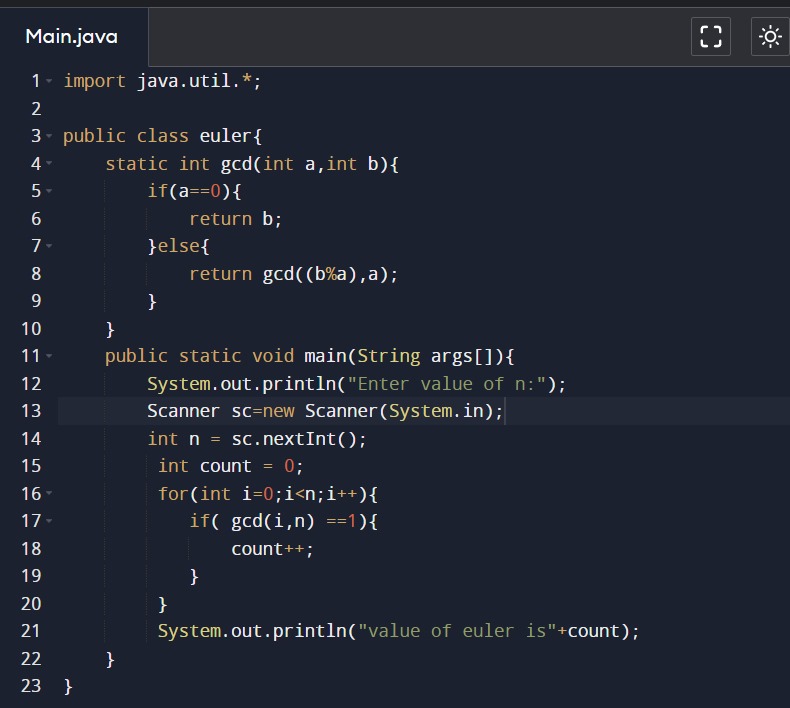 Main.java
1 import java.util.*;
2
3 public class euler{
4     static int gcd(int a,int b){
5         if(a==0){
6             return b;
7         }else{
8             return gcd((b%a),a);
9         }
10     }
11     public static void main(String args[]){
12         System.out.println("Enter value of n:");
13         Scanner sc=new Scanner(System.in);
14         int n = sc.nextInt();
15          int count = 0;
16          for(int i=0;i<n;i++){
17             if( gcd(i,n) ==1){
18                 count++;
19             }
20          }
21          System.out.println("value of euler is"+count);
22     }
23 }